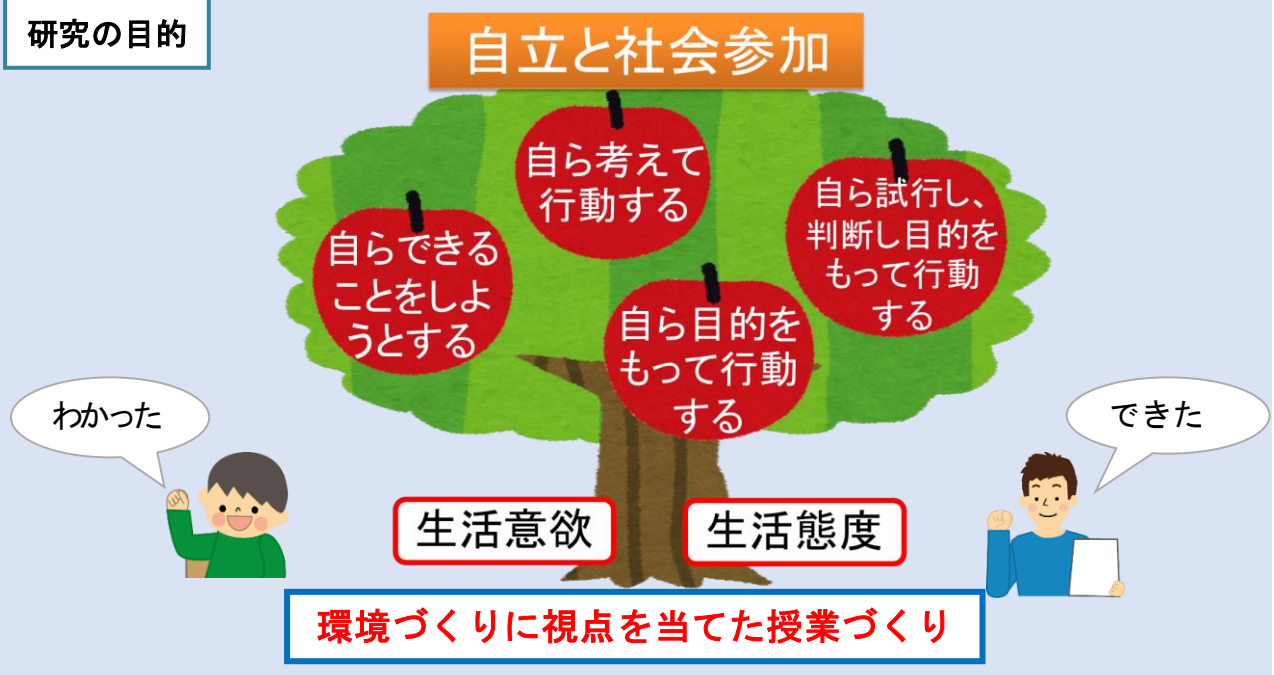 研究の目的
自立と社会参加
自ら考えて
行動する
自ら試行し、
判断し目的を
もって行動
する
自らできる
ことをしよ
うとする
自ら目的を
もって行動
する
わかった
できた
生活意欲
生活態度
環境づくりに視点を当てた授業づくり